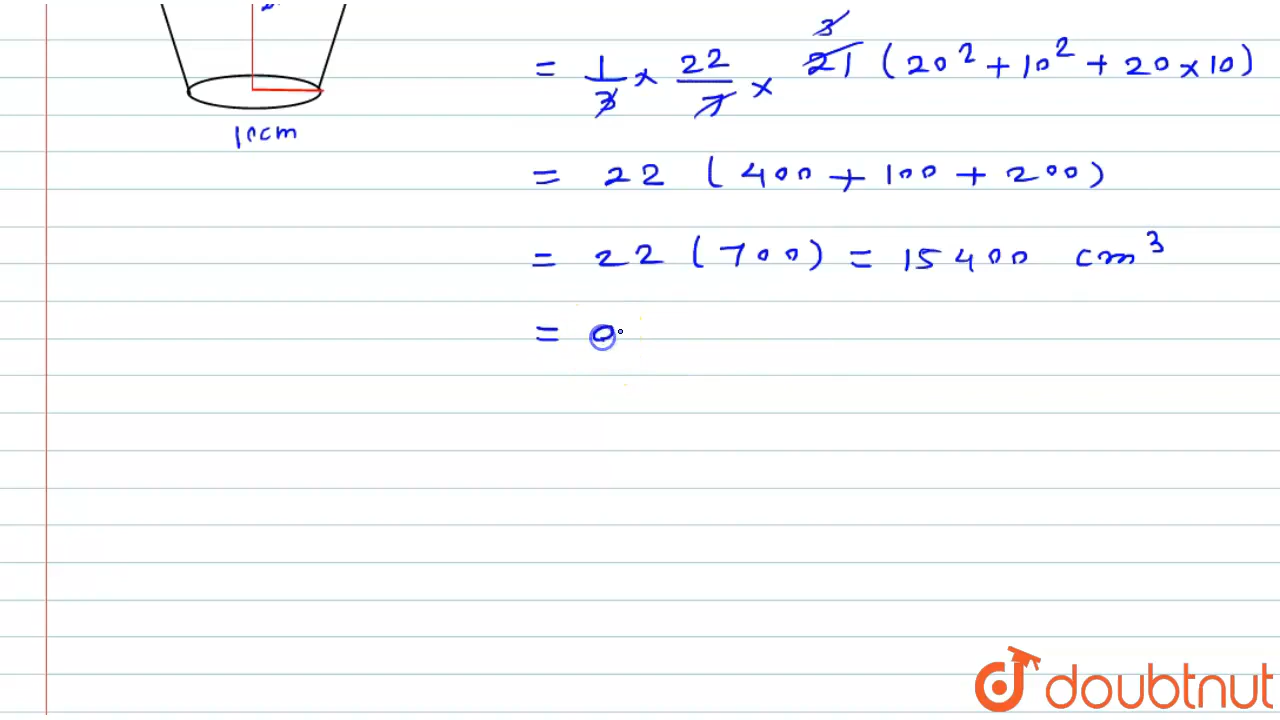 = 1/3 × 22/7 × 21 3 (20² + 10² + 20 × 10)
10cm
= 22 (400 + 100 + 200)
= 22 (700) = 15400 cm³
= 0.
doubtnut